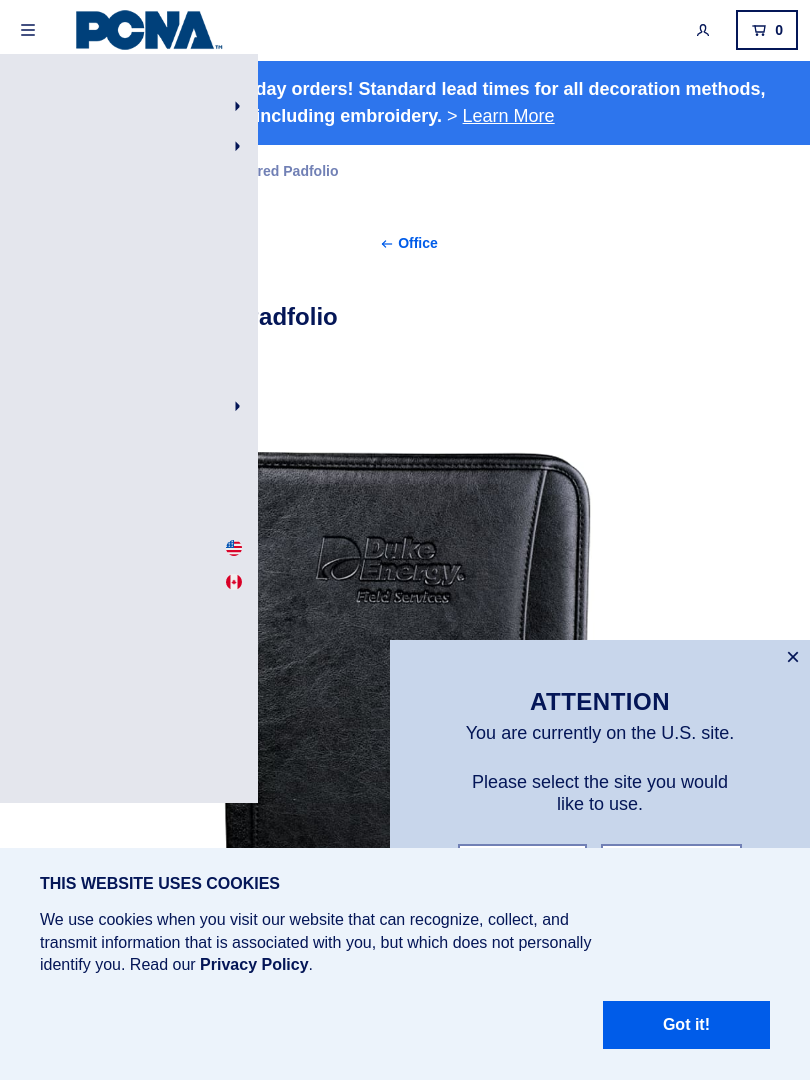 PCNA™
0
day orders! Standard lead times for all decoration methods,
including embroidery. > Learn More
red Padfolio
← Office
adfolio
Duke
Energy®
Field Services
×
ATTENTION
You are currently on the U.S. site.
Please select the site you would
like to use.
THIS WEBSITE USES COOKIES
We use cookies when you visit our website that can recognize, collect, and
transmit information that is associated with you, but which does not personally
identify you. Read our Privacy Policy.
Got it!